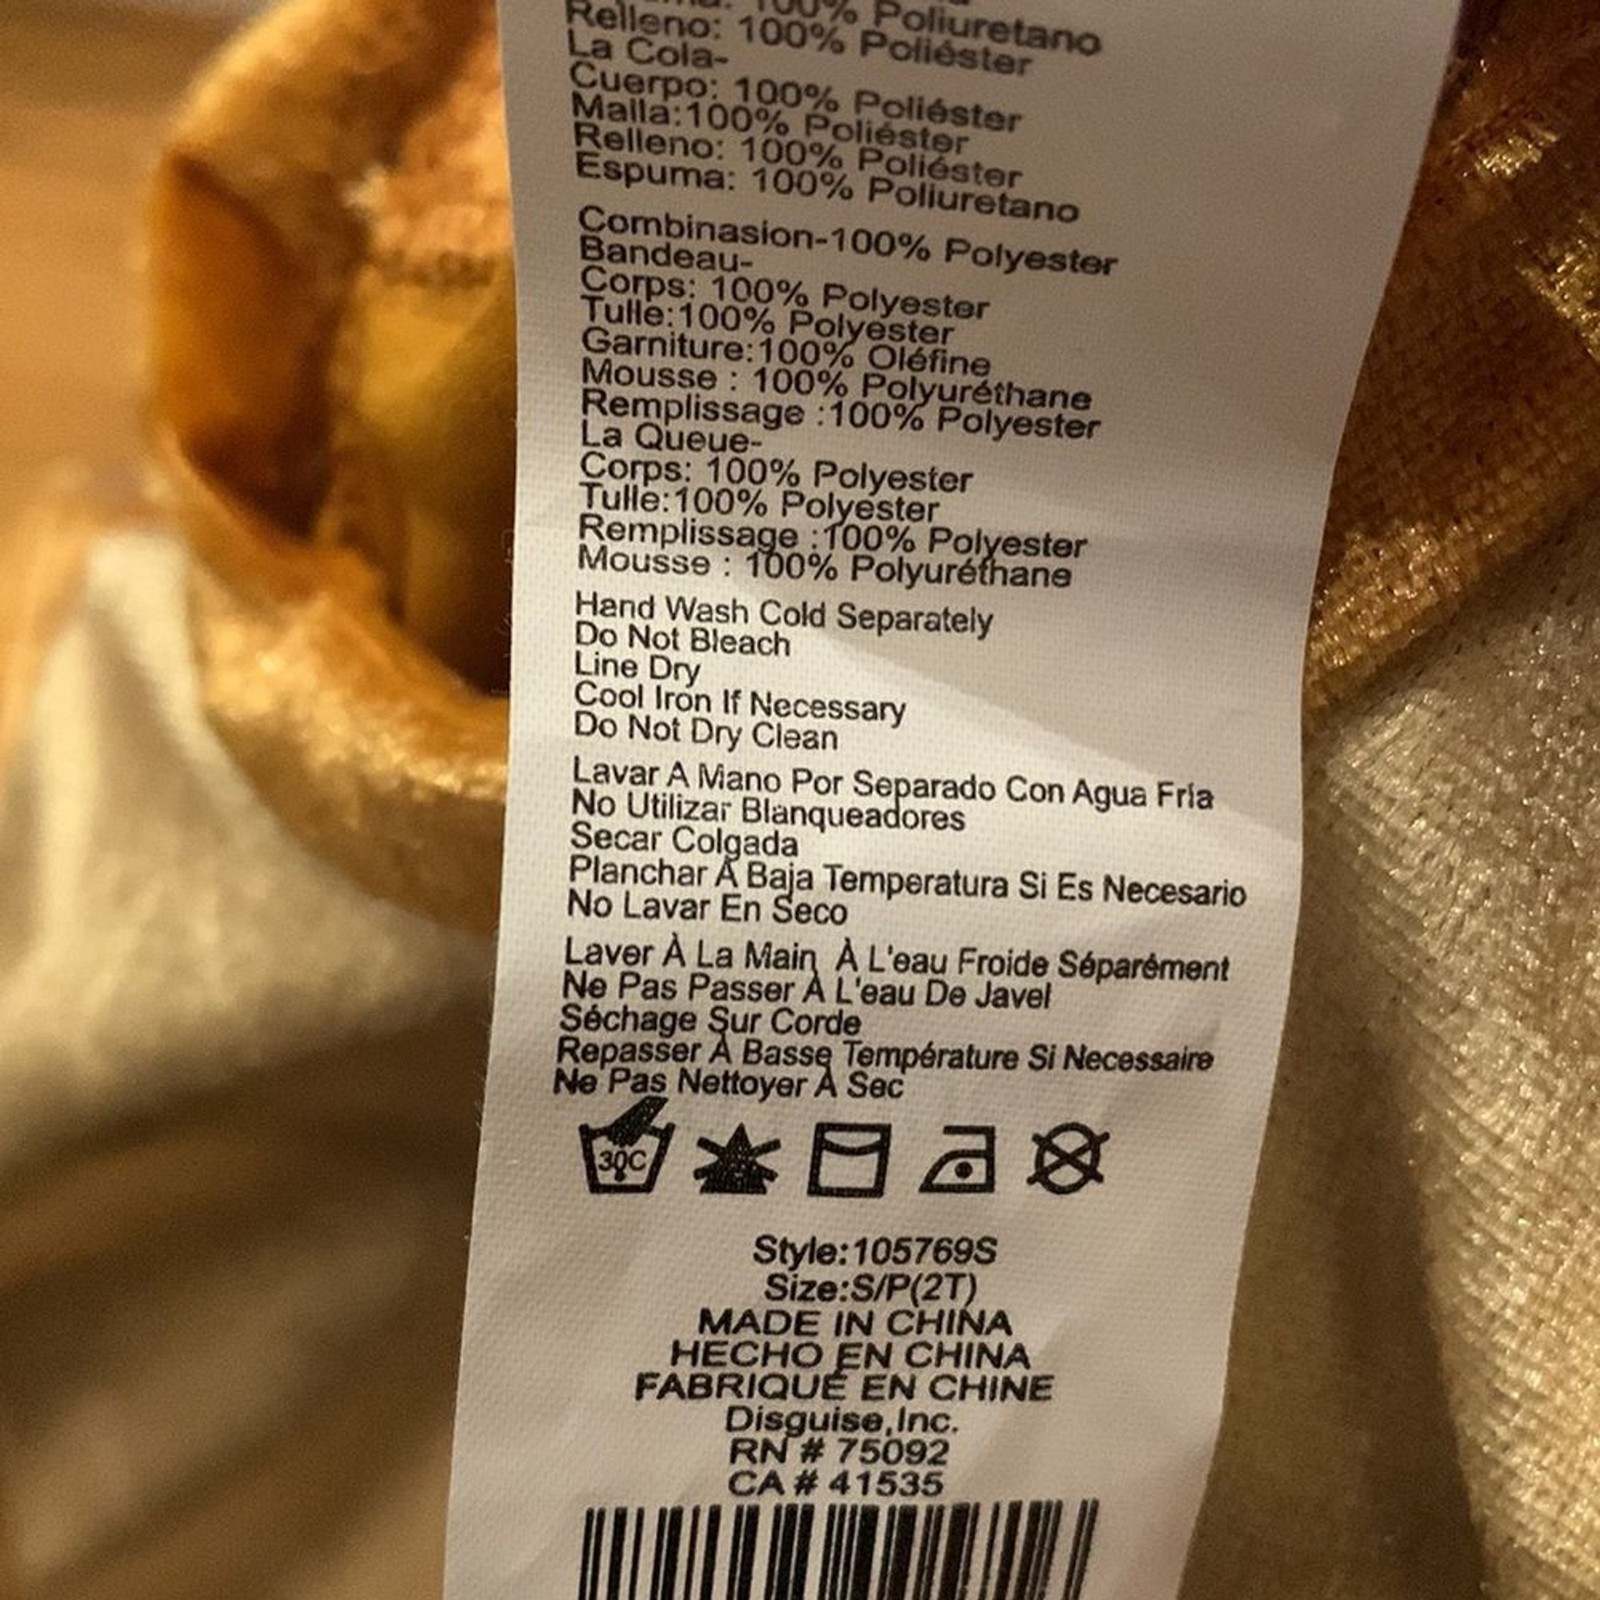 100% Poliuretano
Relleno: 100% Poliéster
La Cola-
Cuerpo: 100% Poliéster
Malla:100% Poliéster
Relleno: 100% Poliéster
Espuma: 100% Poliuretano
Combinasion-100% Polyester
Bandeau-
Corps: 100% Polyester
Tulle:100% Polyester
Garniture:100% Oléfine
Mousse : 100% Polyuréthane
Remplissage :100% Polyester
La Queue-
Corps: 100% Polyester
Tulle:100% Polyester
Remplissage :100% Polyester
Mousse : 100% Polyuréthane
Hand Wash Cold Separately
Do Not Bleach
Line Dry
Cool Iron If Necessary
Do Not Dry Clean
Lavar A Mano Por Separado Con Agua Fría
No Utilizar Blanqueadores
Secar Colgada
Planchar A Baja Temperatura Si Es Necesario
No Lavar En Seco
Laver À La Main À L'eau Froide Séparément
Ne Pas Passer À L'eau De Javel
Séchage Sur Corde
Repasser À Basse Température Si Necessaire
Ne Pas Nettoyer À Sec
30C
Style:105769S
Size:S/P(2T)
MADE IN CHINA
HECHO EN CHINA
FABRIQUÉ EN CHINE
Disguise,Inc.
RN # 75092
CA # 41535